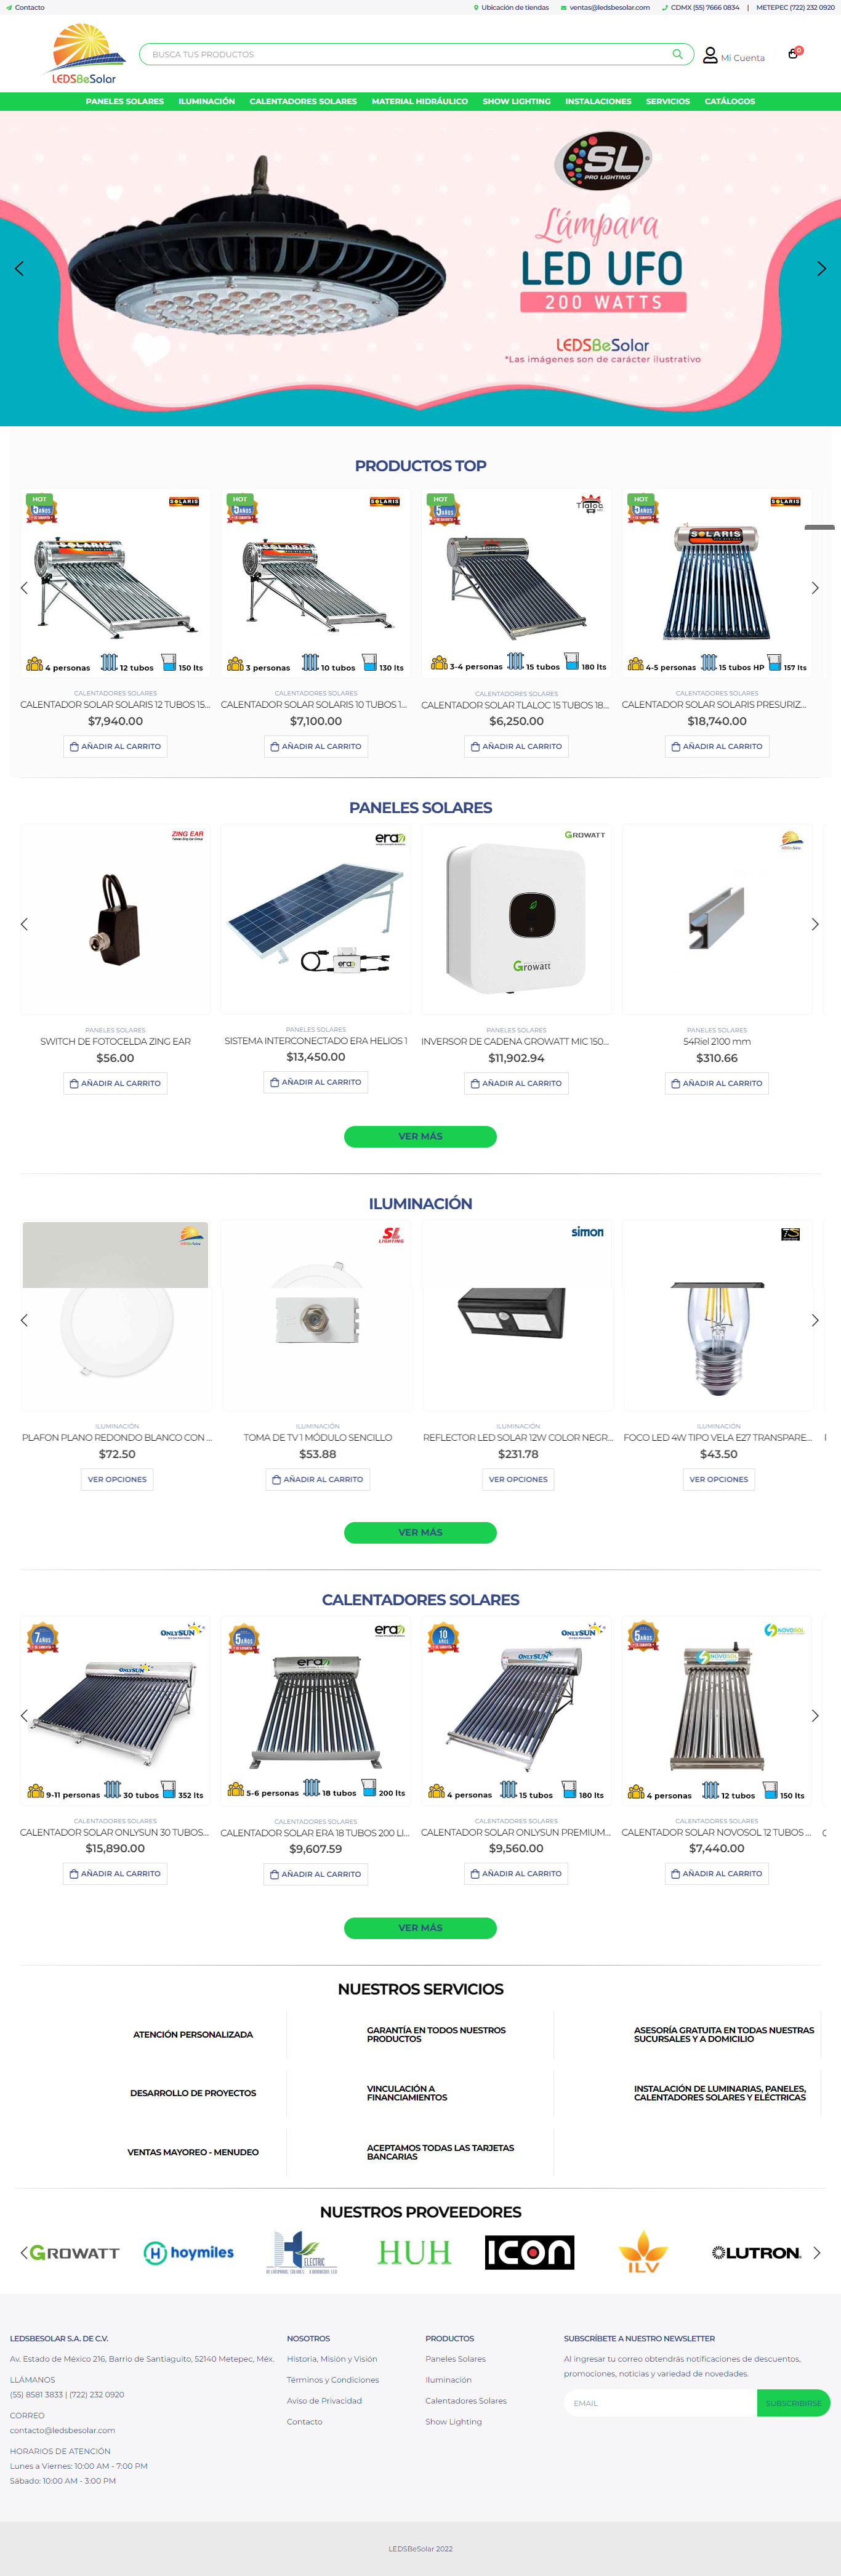 Contacto
Ubicación de tiendas
ventas@ledsbesolar.com
CDMX (55) 7666 0834 | METEPEC (722) 232 0920
LEDSBeSolar
BUSCA TUS PRODUCTOS
Mi Cuenta
0
PANELES SOLARES
ILUMINACIÓN
CALENTADORES SOLARES
MATERIAL HIDRÁULICO
SHOW LIGHTING
INSTALACIONES
SERVICIOS
CATÁLOGOS
SL
PRO LIGHTING
Lámpara
LED UFO
200 WATTS
LEDSBeSolar
*Las imágenes son de carácter ilustrativo
PRODUCTOS TOP
HOT
5 AÑOS
SOLARIS
4 personas 12 tubos 150 lts
CALENTADORES SOLARES
CALENTADOR SOLAR SOLARIS 12 TUBOS 15...
$7,940.00
AÑADIR AL CARRITO
HOT
5 AÑOS
SOLARIS
3 personas 10 tubos 130 lts
CALENTADORES SOLARES
CALENTADOR SOLAR SOLARIS 10 TUBOS 1...
$7,100.00
AÑADIR AL CARRITO
HOT
5 AÑOS
Tlaloc
3-4 personas 15 tubos 180 lts
CALENTADORES SOLARES
CALENTADOR SOLAR TLALOC 15 TUBOS 18...
$6,250.00
AÑADIR AL CARRITO
HOT
5 AÑOS
SOLARIS
SOLARIS
4-5 personas 15 tubos HP 157 lts
CALENTADORES SOLARES
CALENTADOR SOLAR SOLARIS PRESURIZ...
$18,740.00
AÑADIR AL CARRITO
PANELES SOLARES
ZING EAR
PANELES SOLARES
SWITCH DE FOTOCELDA ZING EAR
$56.00
AÑADIR AL CARRITO
era
era
PANELES SOLARES
SISTEMA INTERCONECTADO ERA HELIOS 1
$13,450.00
AÑADIR AL CARRITO
GROWATT
Growatt
PANELES SOLARES
INVERSOR DE CADENA GROWATT MIC 150...
$11,902.94
AÑADIR AL CARRITO
LEDSBeSolar
PANELES SOLARES
54Riel 2100 mm
$310.66
AÑADIR AL CARRITO
VER MÁS
ILUMINACIÓN
LEDSBeSolar
ILUMINACIÓN
PLAFON PLANO REDONDO BLANCO CON ...
$72.50
VER OPCIONES
SL
LIGHTING
ILUMINACIÓN
TOMA DE TV 1 MÓDULO SENCILLO
$53.88
AÑADIR AL CARRITO
simon
ILUMINACIÓN
REFLECTOR LED SOLAR 12W COLOR NEGR...
$231.78
VER OPCIONES
ILUMINACIÓN
FOCO LED 4W TIPO VELA E27 TRANSPARE...
$43.50
VER OPCIONES
VER MÁS
CALENTADORES SOLARES
7 AÑOS
ONLYSUN
ONLYSUN
9-11 personas 30 tubos 352 lts
CALENTADORES SOLARES
CALENTADOR SOLAR ONLYSUN 30 TUBOS...
$15,890.00
AÑADIR AL CARRITO
5 AÑOS
era
era
5-6 personas 18 tubos 200 lts
CALENTADORES SOLARES
CALENTADOR SOLAR ERA 18 TUBOS 200 LI...
$9,607.59
AÑADIR AL CARRITO
10 AÑOS
ONLYSUN
ONLYSUN
4 personas 15 tubos 180 lts
CALENTADORES SOLARES
CALENTADOR SOLAR ONLYSUN PREMIUM...
$9,560.00
AÑADIR AL CARRITO
5 AÑOS
NOVOSOL
NOVOSOL
4 personas 12 tubos 150 lts
CALENTADORES SOLARES
CALENTADOR SOLAR NOVOSOL 12 TUBOS ...
$7,440.00
AÑADIR AL CARRITO
VER MÁS
NUESTROS SERVICIOS
ATENCIÓN PERSONALIZADA
GARANTÍA EN TODOS NUESTROS
PRODUCTOS
ASESORÍA GRATUITA EN TODAS NUESTRAS
SUCURSALES Y A DOMICILIO
DESARROLLO DE PROYECTOS
VINCULACIÓN A
FINANCIAMIENTOS
INSTALACIÓN DE LUMINARIAS, PANELES,
CALENTADORES SOLARES Y ELÉCTRICAS
VENTAS MAYOREO - MENUDEO
ACEPTAMOS TODAS LAS TARJETAS
BANCARIAS
NUESTROS PROVEEDORES
GROWATT
hoymiles
ELECTRIC
HUH
ICON
ILV
LUTRON
LEDSBESOLAR S.A. DE C.V.
Av. Estado de México 216, Barrio de Santiaguito, 52140 Metepec, Méx.
LLÁMANOS
(55) 8581 3833 | (722) 232 0920
CORREO
contacto@ledsbesolar.com
HORARIOS DE ATENCIÓN
Lunes a Viernes: 10:00 AM - 7:00 PM
Sábado: 10:00 AM - 3:00 PM
NOSOTROS
Historia, Misión y Visión
Términos y Condiciones
Aviso de Privacidad
Contacto
PRODUCTOS
Paneles Solares
Iluminación
Calentadores Solares
Show Lighting
SUBSCRÍBETE A NUESTRO NEWSLETTER
Al ingresar tu correo obtendrás notificaciones de descuentos,
promociones, noticias y variedad de novedades.
EMAIL
SUBSCRIBIRSE
LEDSBeSolar 2022